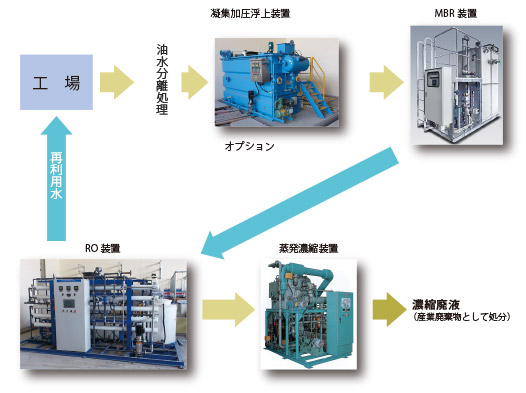 凝集加圧浮上装置
MBR 装置
工 場
油水分離処理
オプション
再利用水
RO 装置
蒸発濃縮装置
濃縮廃液
（産業廃棄物として処分）